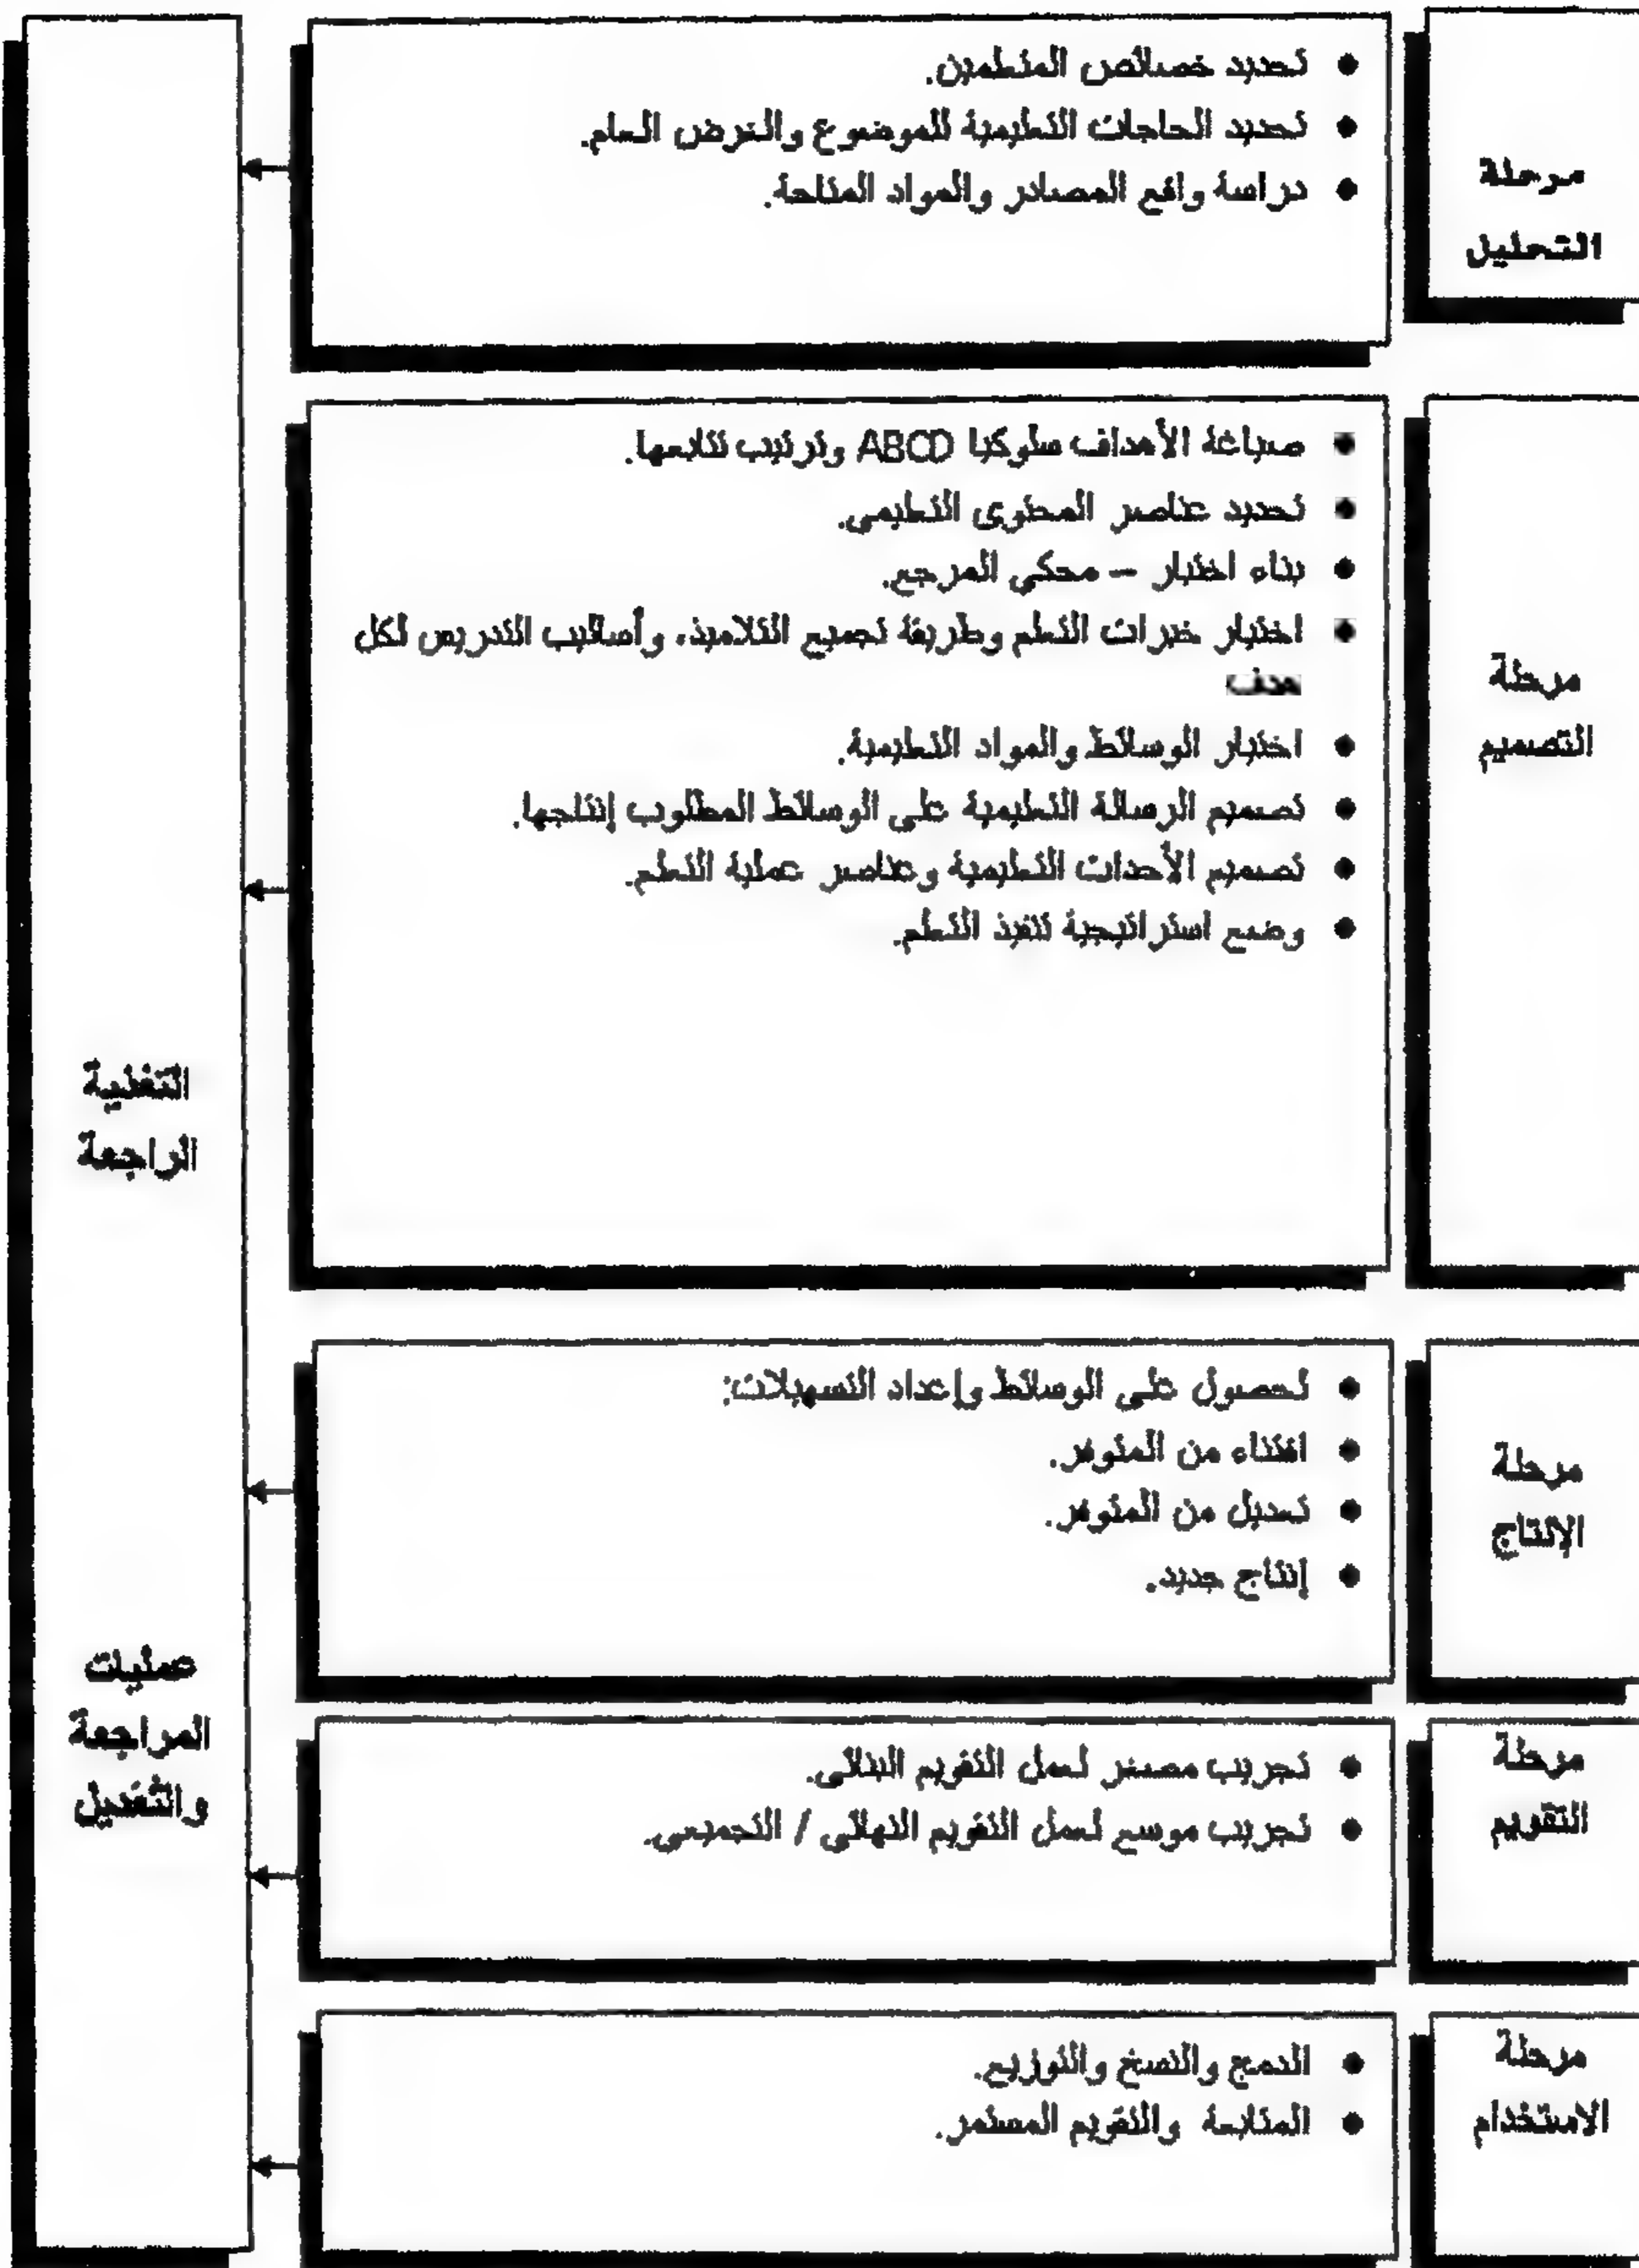 مرحلة
التحليل
● تحديد خصائص المتعلمين.
● تحديد الحاجات التعليمية للموضوع والغرض العام.
● دراسة واقع المصادر والمواد المتاحة.
مرحلة
التصميم
● صياغة الأهداف سلوكيا ABCD وترتيب تتابعها.
● تحديد عناصر المحتوى التعليمى.
● بناء اختبار – محكي المرجع.
● اختيار خبرات التعلم وطريقة تجميع التلاميذ، وأساليب التدريس لكل
هدف
● اختيار الوسائط والمواد التعليمية.
● تصميم الرسالة التعليمية على الوسائط المطلوب إنتاجها.
● تصميم الأحداث التعليمية وعناصر عملية التعلم.
● وضع استراتيجية تنفيذ التعلم.
مرحلة
الإنتاج
● لحصول على الوسائط وإعداد التسهيلات:
● اقتناء من المتوفر.
● تعديل من المتوفر.
● إنتاج جديد.
مرحلة
التقويم
● تجريب مصغر لعمل التقويم البنائى.
● تجريب موسع لعمل التقويم النهائى / التجميعى.
مرحلة
الاستخدام
● الدمج والنسخ والتوزيع.
● المتابعة والتقويم المستمر.
التغذية
الراجعة
عمليات
المراجعة
والتعديل